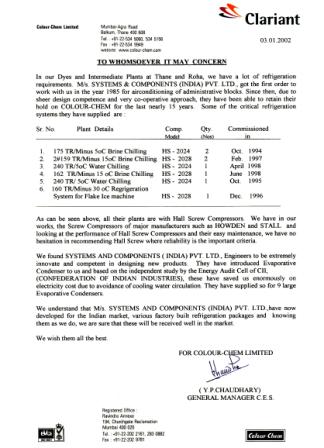 Clariant
Colour-Chem Limited
Mumbai-Agra Road
Balkum, Thane 400 608
Tel : +91-22-534 5060, 534 5160
Fax : +91-22-534 5949
website www.colour-chem.com
03.01.2002
TO WHOMSOEVER IT MAY CONCERN
In our Dyes and Intermediate Plants at Thane and Roha, we have a lot of refrigeration
requirements. M/s. SYSTEMS & COMPONENTS (INDIA) PVT. LTD., got the first order to
work with us in the year 1985 for airconditioning of administrative blocks. Since then, due to
sheer design competence and very co-operative approach, they have been able to retain their
hold on COLOUR-CHEM for the last nearly 15 years. Some of the critical refrigeration
systems they have supplied are :
Sr. No. Plant Details Comp. Qty. Commissioned
Model (Nos) in
1. 175 TR/Minus 5oC Brine Chilling HS - 2024 2 Oct. 1994
2. 2#159 TR/Minus 15oC Brine Chilling HS - 2028 2 Feb. 1997
3. 240 TR/5oC Water Chilling HS - 2024 1 April 1998
4. 162 TR/Minus 15 oC Brine Chilling HS - 2028 1 June 1998
5. 240 TR/ 5oC Water Chilling HS - 2024 1 Oct. 1995
6. 160 TR/Minus 30 oC Regrigeration
System for Flake Ice machine HS - 2028 1 Dec. 1996
As can be seen above, all their plants are with Hall Screw Compressors. We have in our
works, the Screw Compressors of major manufacturers such as HOWDEN and STALL and
looking at the performance of Hall Screw Compressors and their easy maintenance, we have no
hesitation in recommending Hall Screw where reliability is the important criteria.
We found SYSTEMS AND COMPONENTS ( INDIA) PVT. LTD., Engineers to be extremely
innovate and competent in designing new products. They have introduced Evaporative
Condenser to us and based on the independent study by the Energy Audit Cell of CII,
(CONFEDERATION OF INDIAN INDUSTRIES), these have saved us enormously on
electricity cost due to avoidance of cooling water circulation. They have supplied so for 9 large
Evaporative Condensers.
We understand that M/s. SYSTEMS AND COMPONENTS (INDIA) PVT. LTD.,have now
developed for the Indian market, various factory built refrigeration packages and knowing
them as we do, we are sure that these will be received well in the market.
We wish them all the best.
FOR COLOUR-CHEM LIMITED
( Y.P.CHAUDHARY)
GENERAL MANAGER C.E.S.
Registered Office :
Ravindra Annexe
194, Churchgate Reclamation
Mumbai 400 020
Tel : +91-22-202 2161, 282 0882
Fax : +91-22-202 9781
Colour Chem